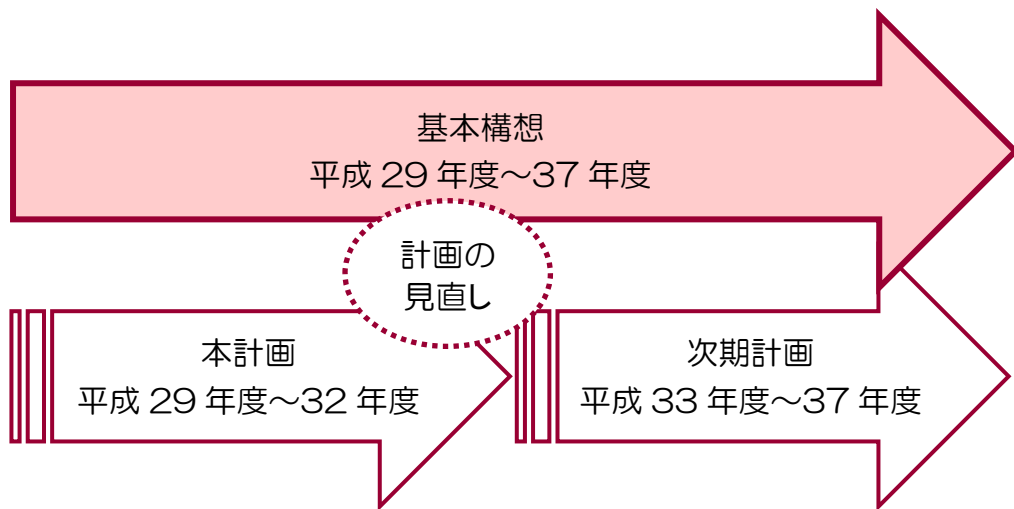 基本構想
平成 29 年度～37 年度
計画の
見直し
本計画
平成 29 年度～32 年度
次期計画
平成 33 年度～37 年度